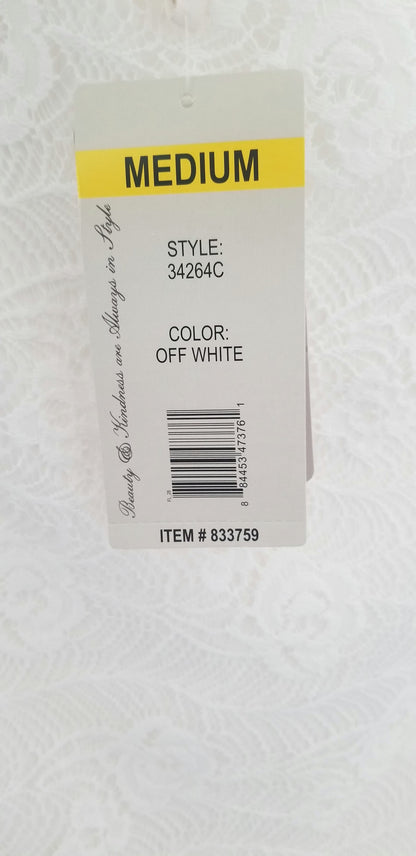 MEDIUM
Beauty & Kindness are Always in Style
STYLE:
34264C
COLOR:
OFF WHITE
8 84453 47376 1
ITEM # 833759